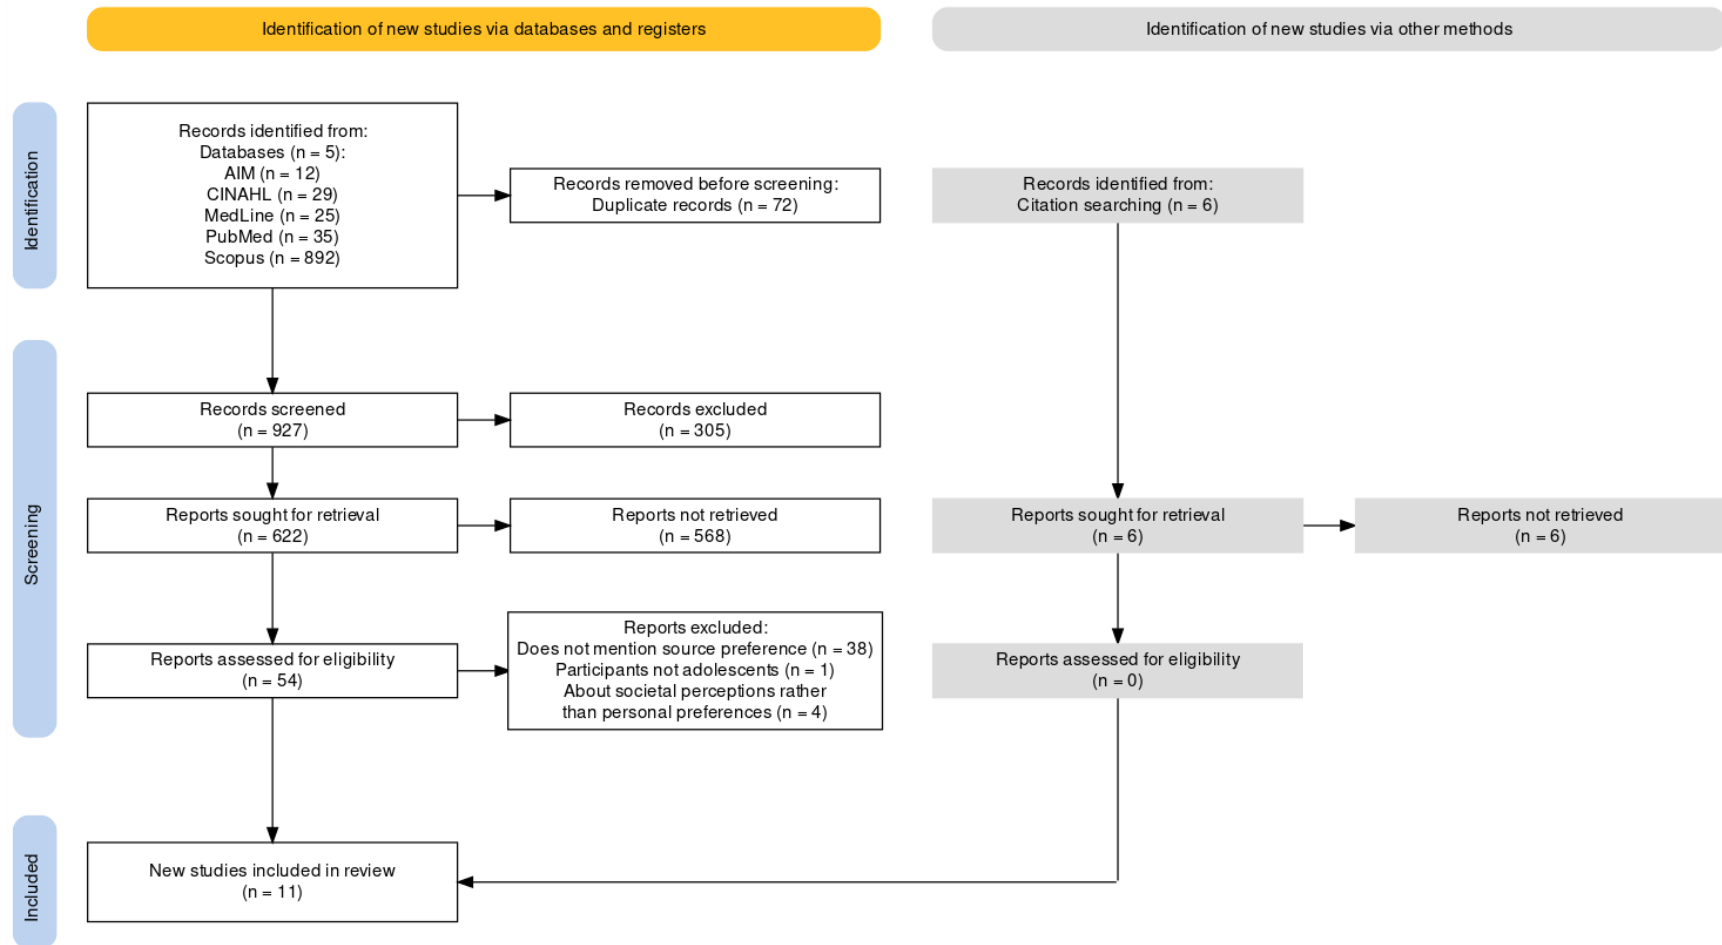 Identification of new studies via databases and registers
Identification of new studies via other methods
Identification
Records identified from:
Databases (n = 5):
AIM (n = 12)
CINAHL (n = 29)
MedLine (n = 25)
PubMed (n = 35)
Scopus (n = 892)
Records removed before screening:
Duplicate records (n = 72)
Records identified from:
Citation searching (n = 6)
Screening
Records screened
(n = 927)
Records excluded
(n = 305)
Reports sought for retrieval
(n = 622)
Reports not retrieved
(n = 568)
Reports sought for retrieval
(n = 6)
Reports not retrieved
(n = 6)
Reports assessed for eligibility
(n = 54)
Reports excluded:
Does not mention source preference (n = 38)
Participants not adolescents (n = 1)
About societal perceptions rather
than personal preferences (n = 4)
Reports assessed for eligibility
(n = 0)
Included
New studies included in review
(n = 11)